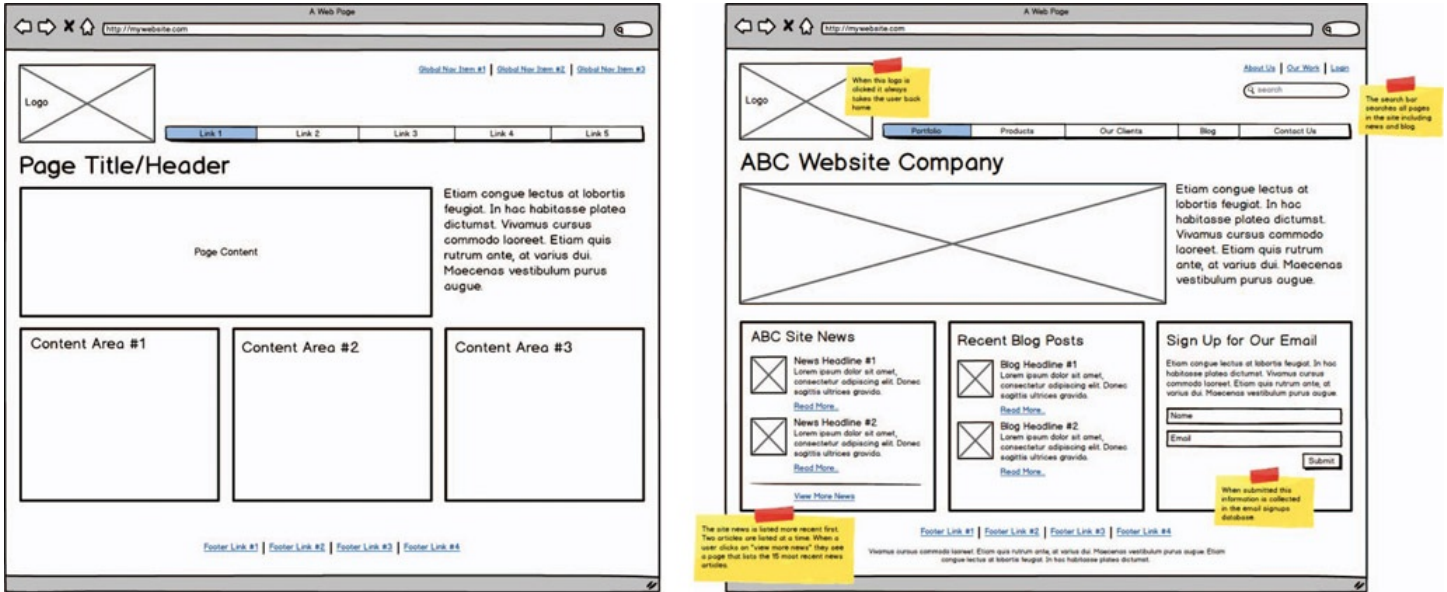 A Web Page
http://mywebsite.com
Global Nav Item #1 | Global Nav Item #2 | Global Nav Item #3
Logo
Link 1 Link 2 Link 3 Link 4 Link 5
Page Title/Header
Page Content
Etiam congue lectus at lobortis
feugiat. In hac habitasse platea
dictumst. Vivamus cursus
commodo laoreet. Etiam quis
rutrum ante, at varius dui.
Maecenas vestibulum purus
augue.
Content Area #1
Content Area #2
Content Area #3
Footer Link #1 | Footer Link #2 | Footer Link #3 | Footer Link #4
A Web Page
http://mywebsite.com
Logo
When this logo is
clicked it always
takes the user back
home
About Us | Our Work | Login
search
The search bar
searches all pages
in the site including
news and blog.
Portfolio Products Our Clients Blog Contact Us
ABC Website Company
Etiam congue lectus at
lobortis feugiat. In hac
habitasse platea dictumst.
Vivamus cursus commodo
laoreet. Etiam quis rutrum
ante, at varius dui. Maecenas
vestibulum purus augue.
ABC Site News
News Headline #1
Lorem ipsum dolor sit amet,
consectetur adipiscing elit. Donec
sagittis ultrices gravida.
Read More..
News Headline #2
Lorem ipsum dolor sit amet,
consectetur adipiscing elit. Donec
sagittis ultrices gravida.
Read More..
View More News
Recent Blog Posts
Blog Headline #1
Lorem ipsum dolor sit amet,
consectetur adipiscing elit. Donec
sagittis ultrices gravida.
Read More..
Blog Headline #2
Lorem ipsum dolor sit amet,
consectetur adipiscing elit. Donec
sagittis ultrices gravida.
Read More..
Sign Up for Our Email
Etiam congue lectus at lobortis feugiat. In hac
habitasse platea dictumst. Vivamus cursus
commodo laoreet. Etiam quis rutrum ante, at
varius dui. Maecenas vestibulum purus augue.
Name
Email
Submit
When submitted this
information is collected
in the email signups
database.
The site news is listed more recent first.
Two articles are listed at a time. When a
user clicks on "view more news" they see
a page that lists the 15 most recent news
articles.
Footer Link #1 | Footer Link #2 | Footer Link #3 | Footer Link #4
Vivamus cursus commodo laoreet. Etiam quis rutrum ante, at varius dui. Maecenas vestibulum purus augue. Etiam
congue lectus at lobortis feugiat. In hac habitasse platea dictumst.